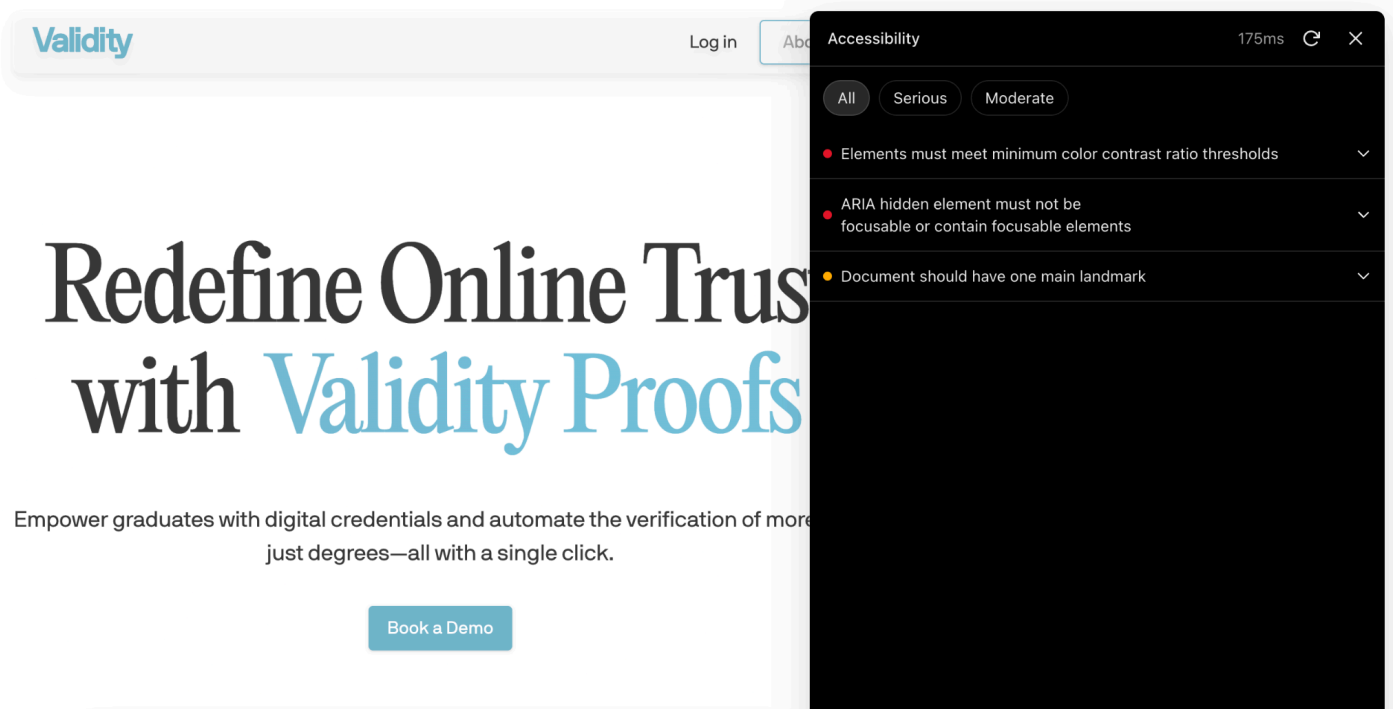 Validity
Log in
Abo
Accessibility
175ms
All
Serious
Moderate
Elements must meet minimum color contrast ratio thresholds
ARIA hidden element must not be
focusable or contain focusable elements
Document should have one main landmark
Redefine Online Trus
with Validity Proofs
Empower graduates with digital credentials and automate the verification of more
just degrees—all with a single click.
Book a Demo